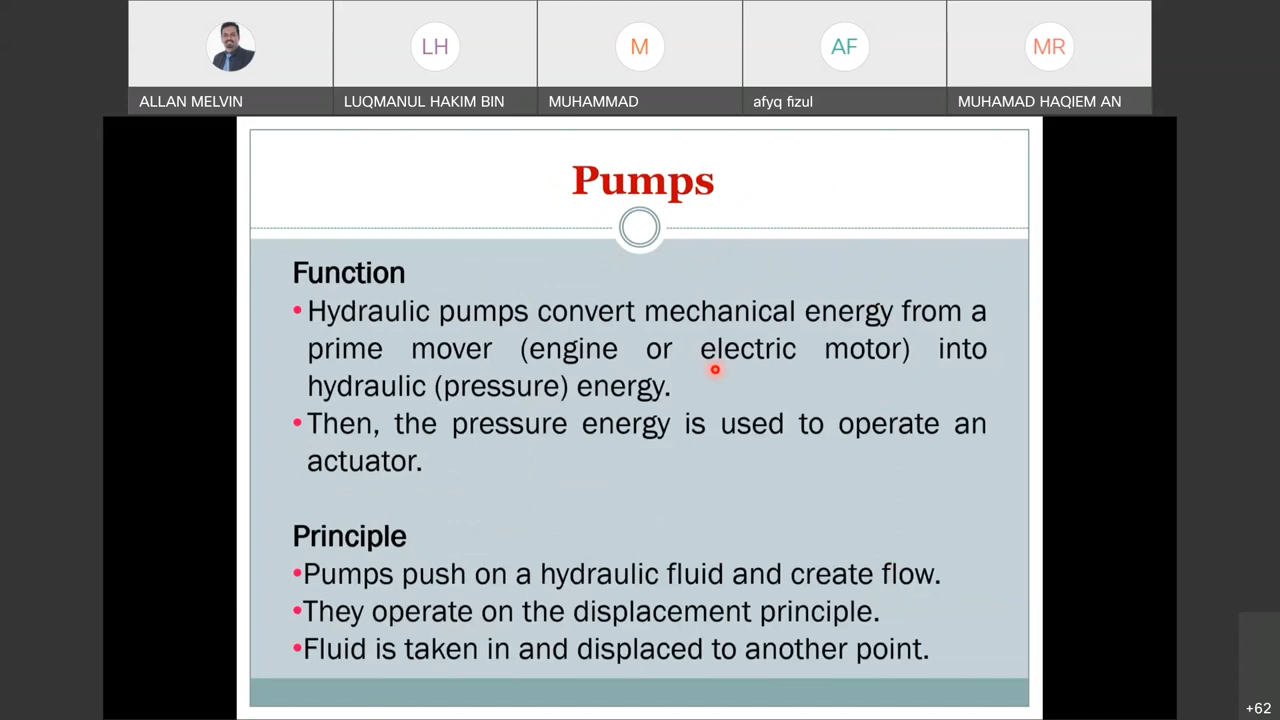 LH
M
AF
MR
ALLAN MELVIN
LUQMANUL HAKIM BIN
MUHAMMAD
afyq fizul
MUHAMAD HAQIEM AN
Pumps
Function
•Hydraulic pumps convert mechanical energy from a
prime mover (engine or electric motor) into
hydraulic (pressure) energy.
•Then, the pressure energy is used to operate an
actuator.
Principle
•Pumps push on a hydraulic fluid and create flow.
•They operate on the displacement principle.
•Fluid is taken in and displaced to another point.
+62